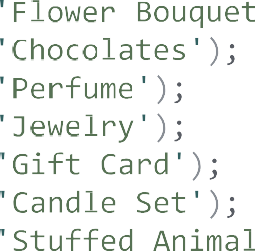 'Flower Bouquet
'Chocolates');
'Perfume');
'Jewelry');
'Gift Card');
'Candle Set');
'Stuffed Animal